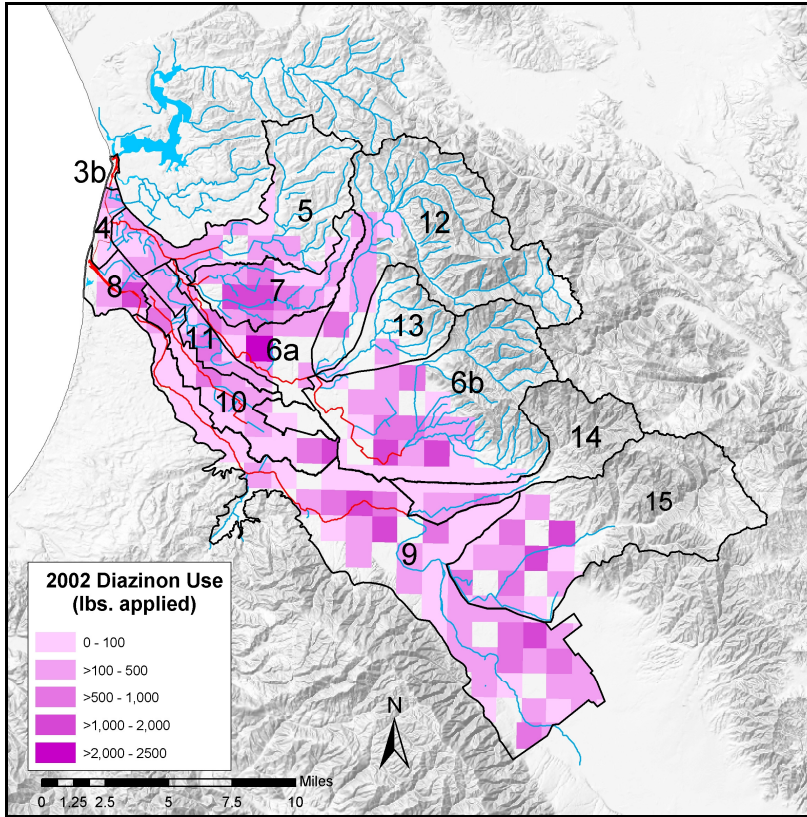 3b
4
5
12
7
8
13
11
6a
6b
10
14
15
9
2002 Diazinon Use
(lbs. applied)
0 - 100
>100 - 500
>500 - 1,000
>1,000 - 2,000
>2,000 - 2500
N
Miles
0 1.25 2.5 5 7.5 10